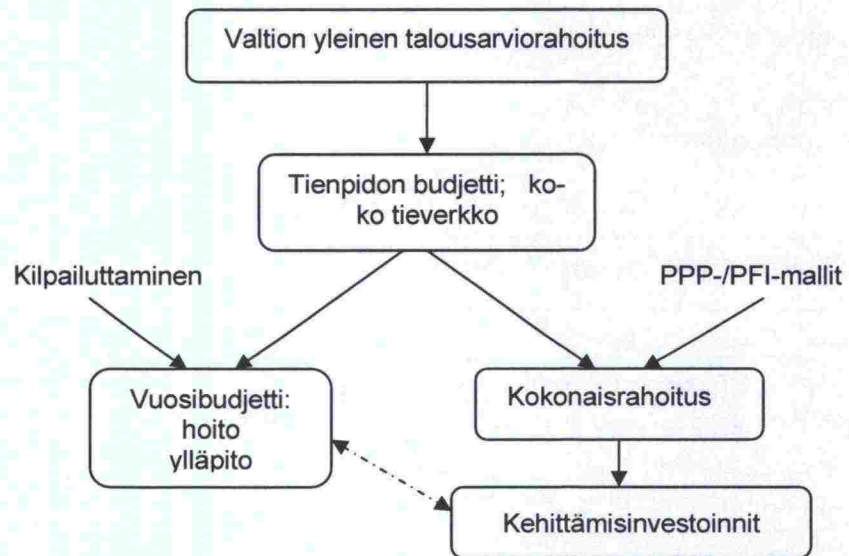 Valtion yleinen talousarviorahoitus
Tienpidon budjetti; ko-
ko tieverkko
Kilpailuttaminen
PPP-/PFI-mallit
Vuosibudjetti:
hoito
ylläpito
Kokonaisrahoitus
Kehittämisinvestoinnit